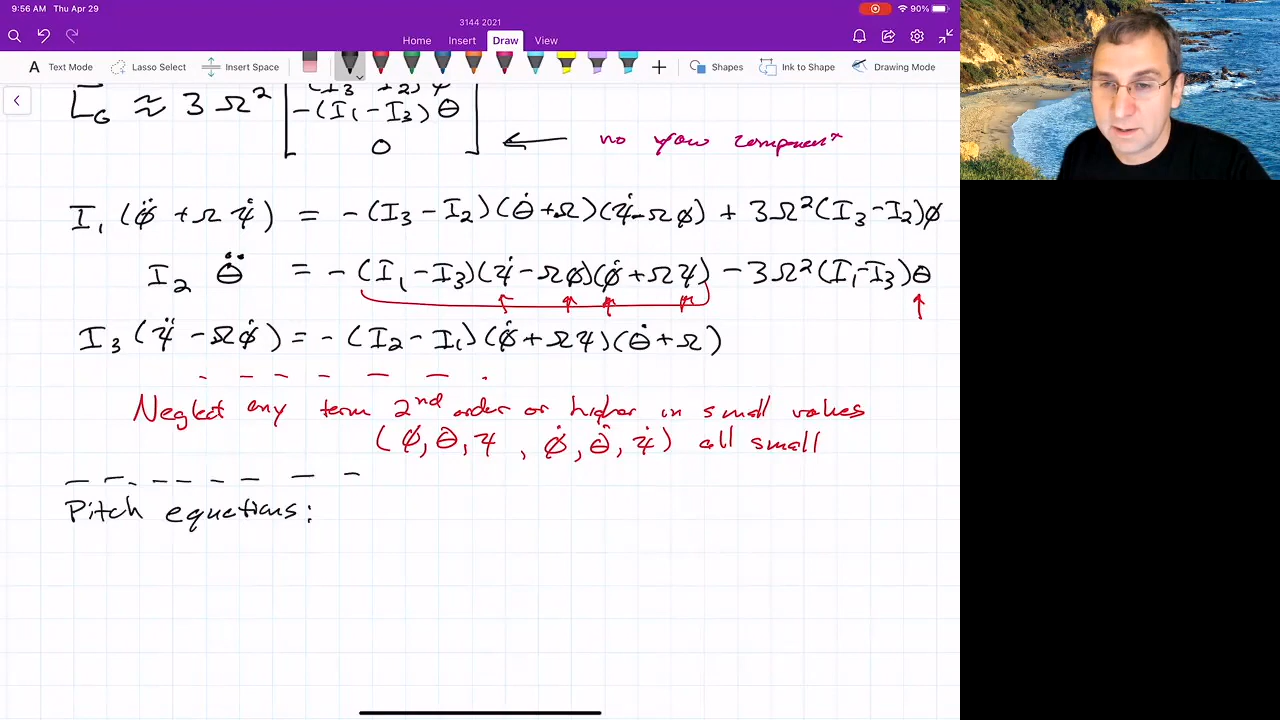 9:56 AM Thu Apr 29
90%
3144 2021
Home Insert Draw View
Text Mode Lasso Select Insert Space Shapes Ink to Shape Drawing Mode
L_G ≈ 3Ω² [ -(I₁-I₃)θ
0 ] ← no yaw component
I₁(φ̈ + Ωψ̇) = -(I₃-I₂)(θ̇+Ω)(ψ̇-Ωφ) + 3Ω²(I₃-I₂)φ
I₂ θ̈ = -(I₁-I₃)(ψ̇-Ωφ)(φ̇+Ωψ) - 3Ω²(I₁-I₃)θ
I₃(ψ̈ - Ωφ̇) = -(I₂-I₁)(φ̇+Ωψ)(θ̇+Ω)
Neglect any term 2nd order or higher in small values
(φ, θ, ψ, φ̇, θ̇, ψ̇) all small
Pitch equations: